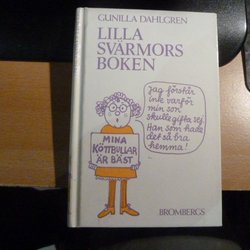 GUNILLA DAHLGREN
LILLA
SVÄRMORS
BOKEN
Jag förstår
inte varför
min son
skulle gifta sej.
Han som hade
det så bra
hemma!
MINA
KÖTTBULLAR
ÄR BÄST
BROMBERGS